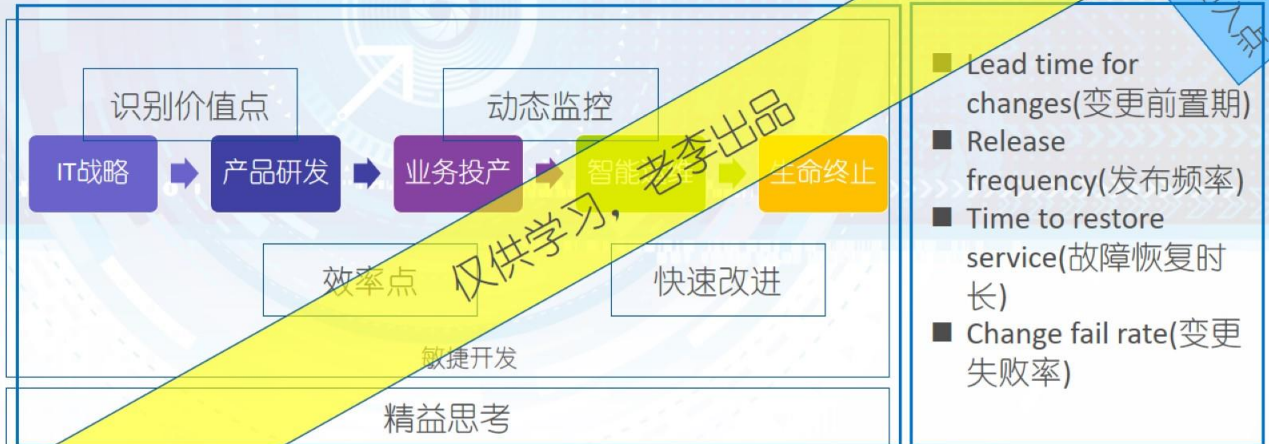 识别价值点
动态监控
IT战略
产品研发
业务投产
智能运维
生命终止
效率点
快速改进
敏捷开发
精益思考
仅供学习，老李出品
入点
■ Lead time for
changes(变更前置期)
■ Release
frequency(发布频率)
■ Time to restore
service(故障恢复时
长)
■ Change fail rate(变更
失败率)